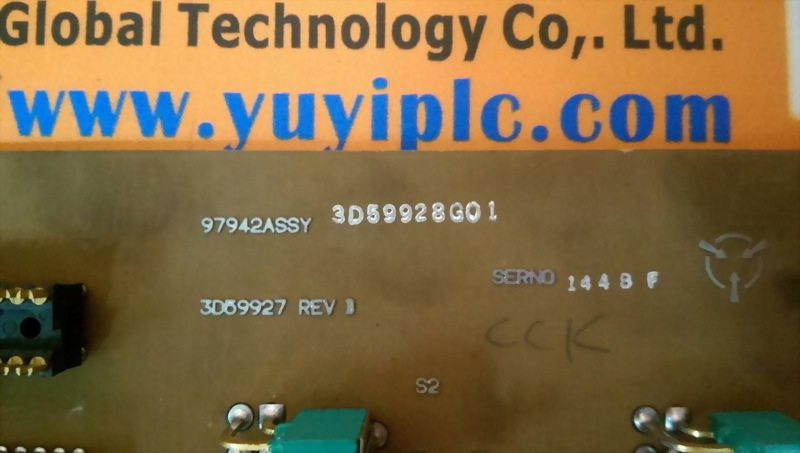 Global Technology Co,. Ltd.
www.yuyiplc.com
97942ASSY 3D59928G01
SERNO 1448 F
3D59927 REV
CCK
S2